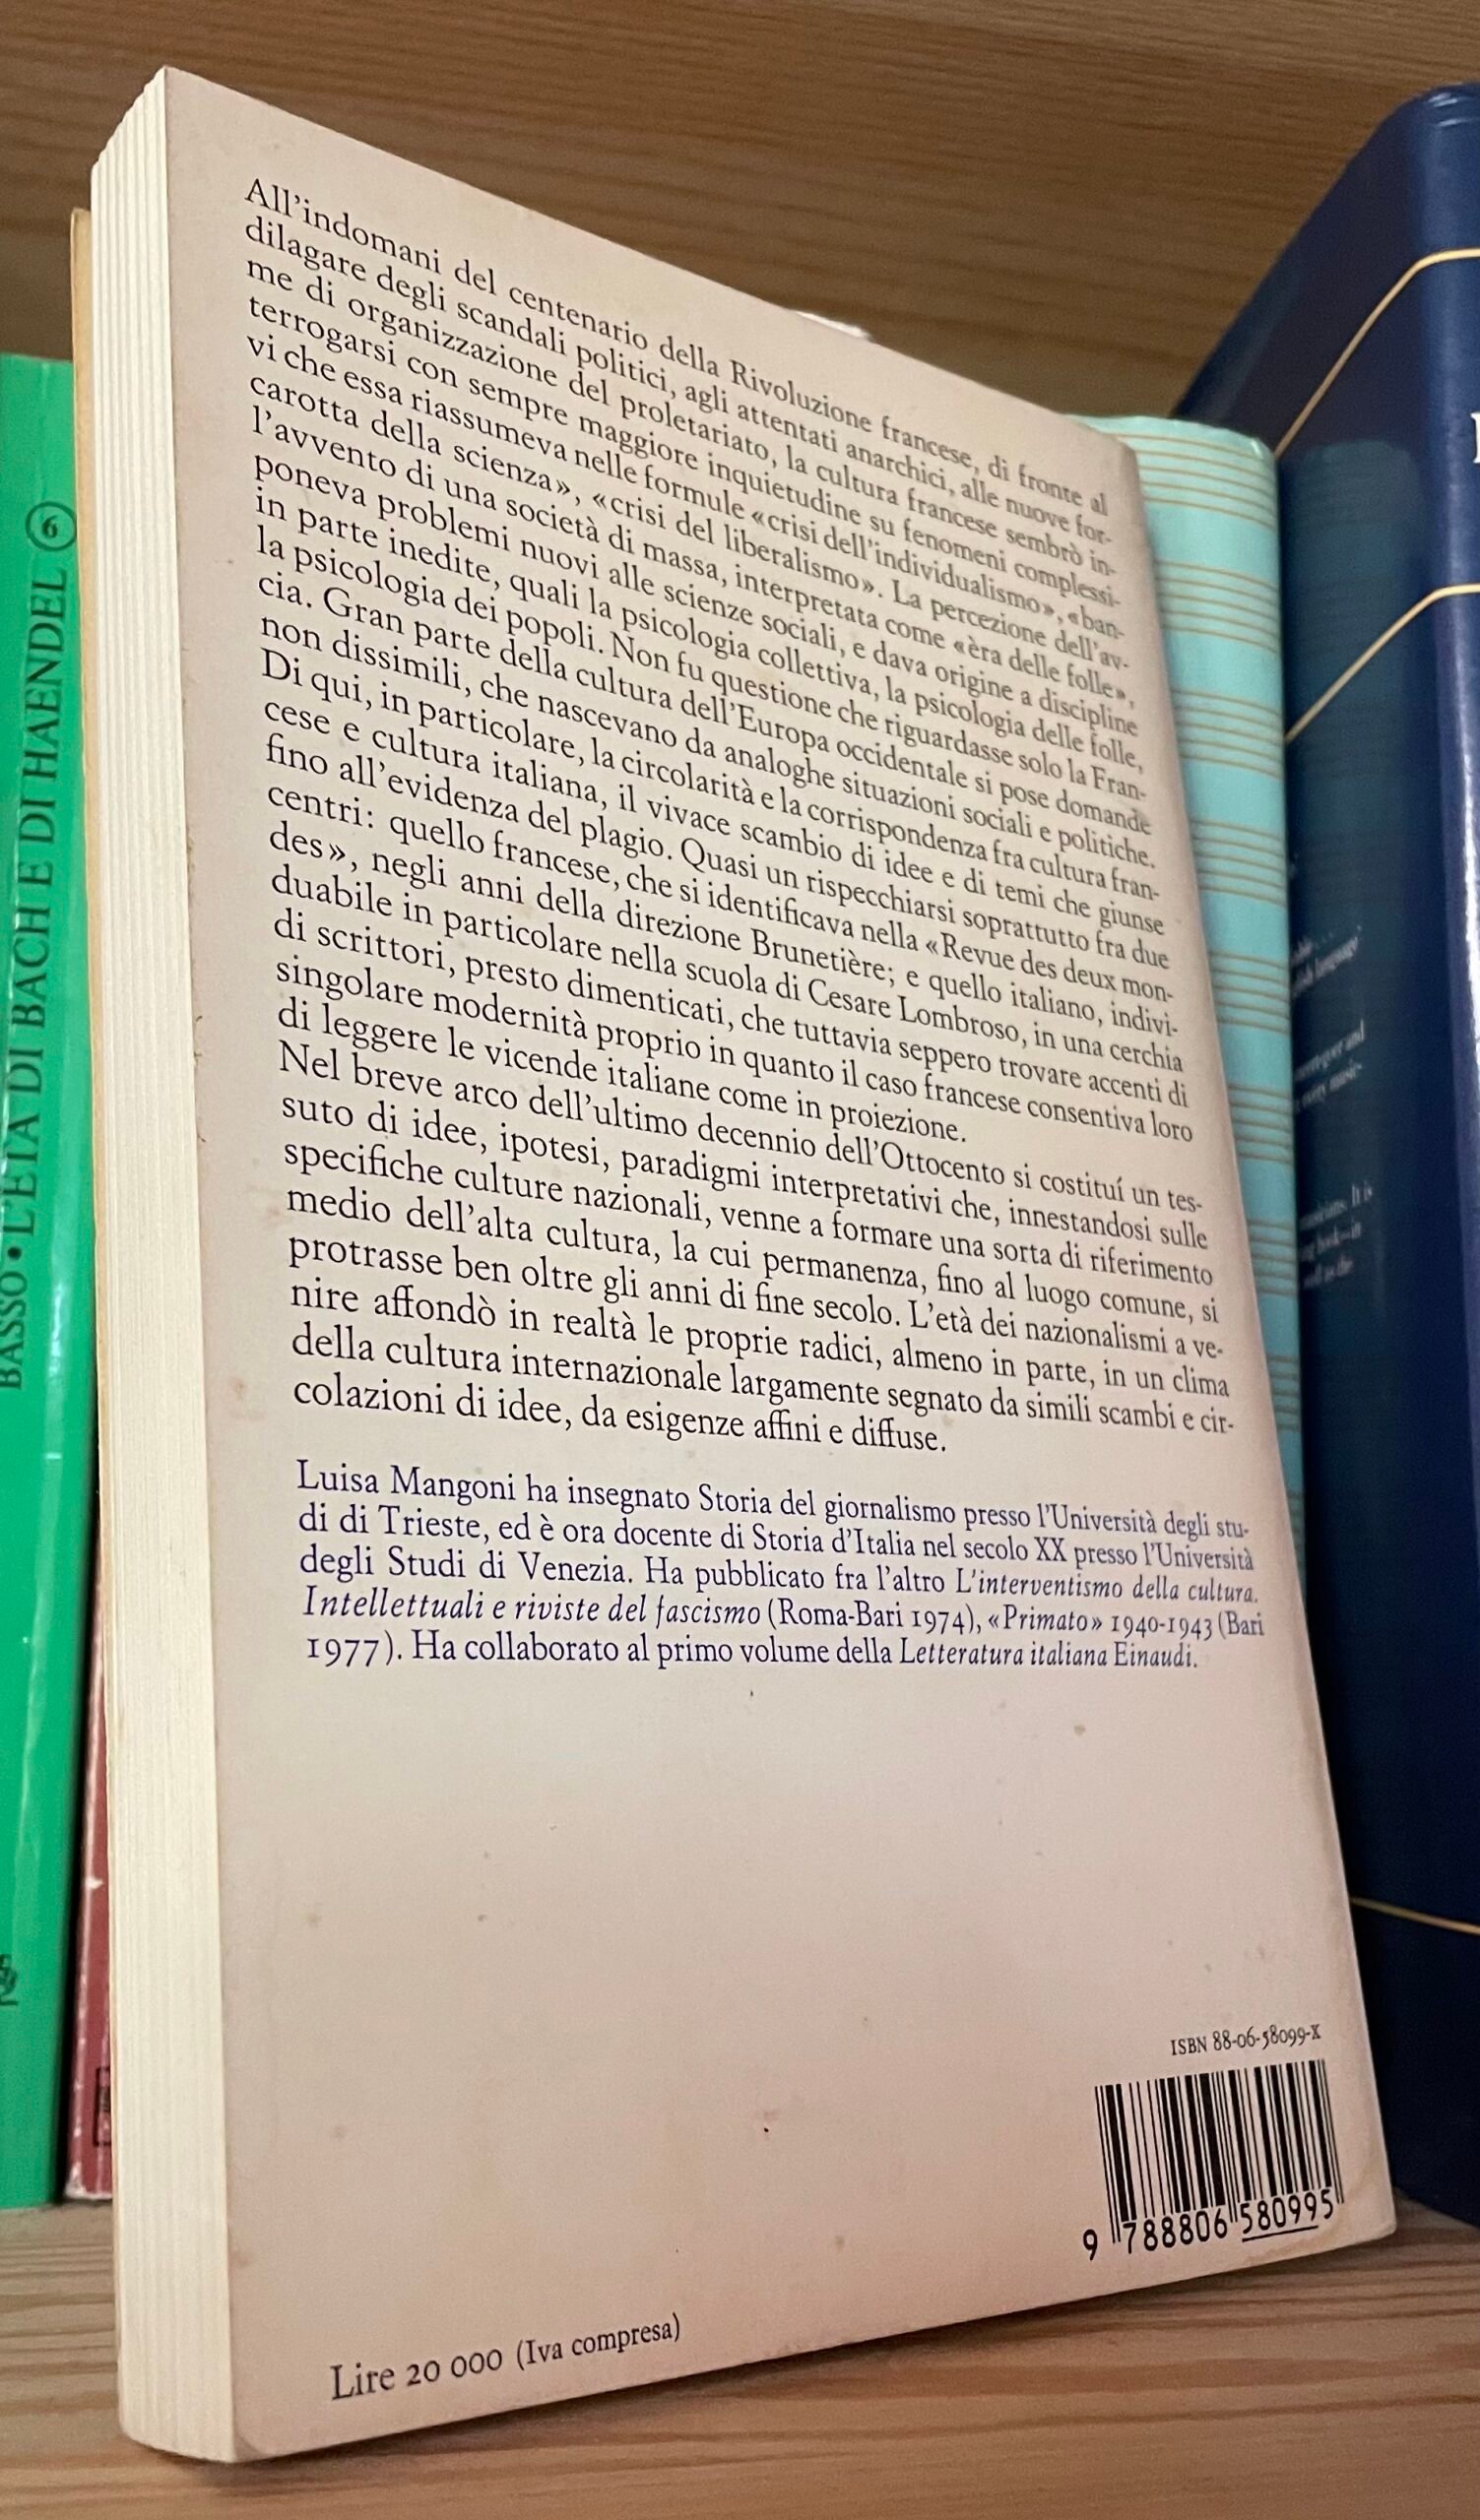 All'indomani del centenario della Rivoluzione francese, di fronte al
dilagare degli scandali politici, agli attentati anarchici, alle nuove for-
me di organizzazione del proletariato, la cultura francese sembrò in-
terrogarsi con sempre maggiore inquietudine su fenomeni complessi-
vi che essa riassumeva nelle formule «crisi dell'individualismo», «ban-
carotta della scienza», «crisi del liberalismo». La percezione dell'av-
l'avvento di una società di massa, interpretata come «èra delle folle»,
poneva problemi nuovi alle scienze sociali, e dava origine a discipline
in parte inedite, quali la psicologia collettiva, la psicologia delle folle,
la psicologia dei popoli. Non fu questione che riguardasse solo la Fran-
cia. Gran parte della cultura dell'Europa occidentale si pose domande
non dissimili, che nascevano da analoghe situazioni sociali e politiche.
Di qui, in particolare, la circolarità e la corrispondenza fra cultura fran-
cese e cultura italiana, il vivace scambio di idee e di temi che giunse
fino all'evidenza del plagio. Quasi un rispecchiarsi soprattutto fra due
centri: quello francese, che si identificava nella «Revue des deux mon-
des», negli anni della direzione Brunetière; e quello italiano, indivi-
duabile in particolare nella scuola di Cesare Lombroso, in una cerchia
di scrittori, presto dimenticati, che tuttavia seppero trovare accenti di
singolare modernità proprio in quanto il caso francese consentiva loro
di leggere le vicende italiane come in proiezione.
Nel breve arco dell'ultimo decennio dell'Ottocento si costituí un tes-
suto di idee, ipotesi, paradigmi interpretativi che, innestandosi sulle
specifiche culture nazionali, venne a formare una sorta di riferimento
medio dell'alta cultura, la cui permanenza, fino al luogo comune, si
protrasse ben oltre gli anni di fine secolo. L'età dei nazionalismi a ve-
nire affondò in realtà le proprie radici, almeno in parte, in un clima
della cultura internazionale largamente segnato da simili scambi e cir-
colazioni di idee, da esigenze affini e diffuse.
Luisa Mangoni ha insegnato Storia del giornalismo presso l'Università degli stu-
di di Trieste, ed è ora docente di Storia d'Italia nel secolo XX presso l'Università
degli Studi di Venezia. Ha pubblicato fra l'altro L'interventismo della cultura.
Intellettuali e riviste del fascismo (Roma-Bari 1974), «Primato» 1940-1943 (Bari
1977). Ha collaborato al primo volume della Letteratura italiana Einaudi.
ISBN 88-06-58099-X
9 788806 580995
Lire 20 000 (Iva compresa)
BASSO • L'ETÀ DI BACH E DI HAENDEL 6